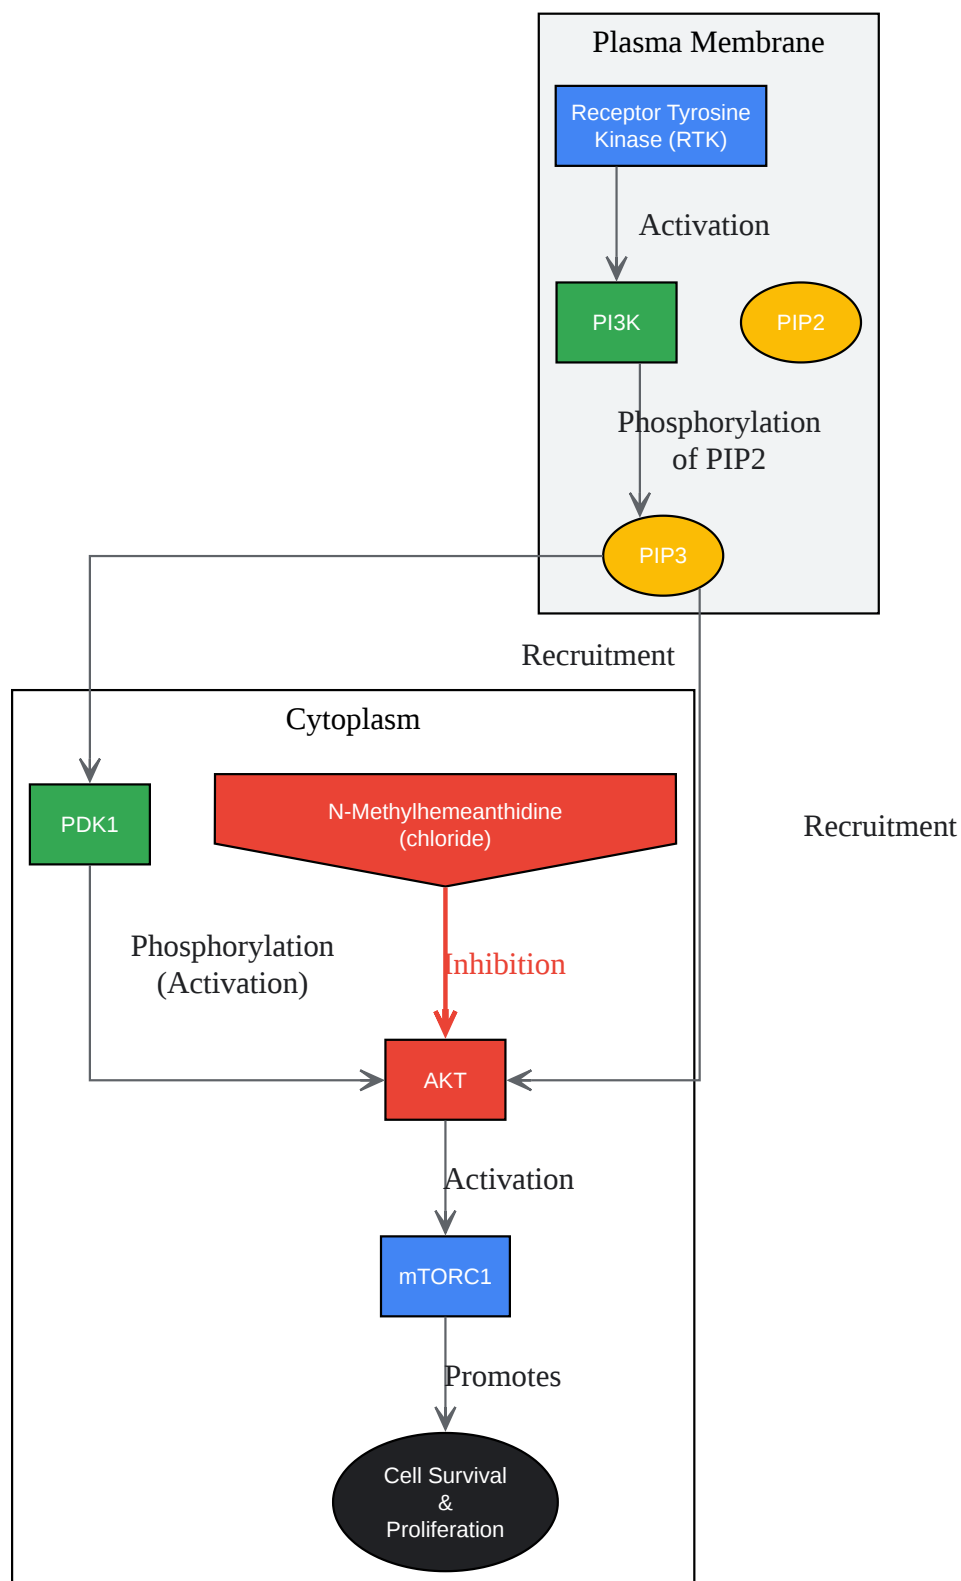 Plasma Membrane
Receptor Tyrosine
Kinase (RTK)
Activation
PI3K
PIP2
Phosphorylation
of PIP2
PIP3
Recruitment
Cytoplasm
PDK1
N-Methylhemeanthidine
(chloride)
Recruitment
Phosphorylation
(Activation)
Inhibition
AKT
Activation
mTORC1
Promotes
Cell Survival
&
Proliferation